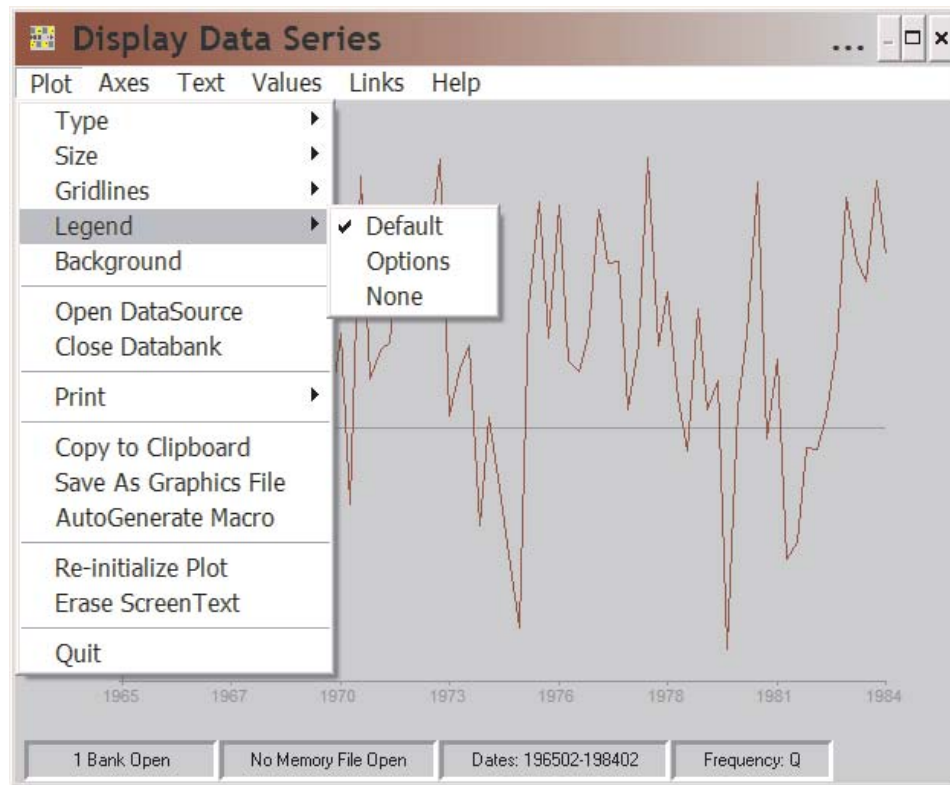 Display Data Series ...
Plot Axes Text Values Links Help
Type
Size
Gridlines
Legend
Background
Default
Options
None
Open DataSource
Close Databank
Print
Copy to Clipboard
Save As Graphics File
AutoGenerate Macro
Re-initialize Plot
Erase ScreenText
Quit
1965 1967 1970 1973 1976 1978 1981 1984
1 Bank Open No Memory File Open Dates: 196502-198402 Frequency: Q